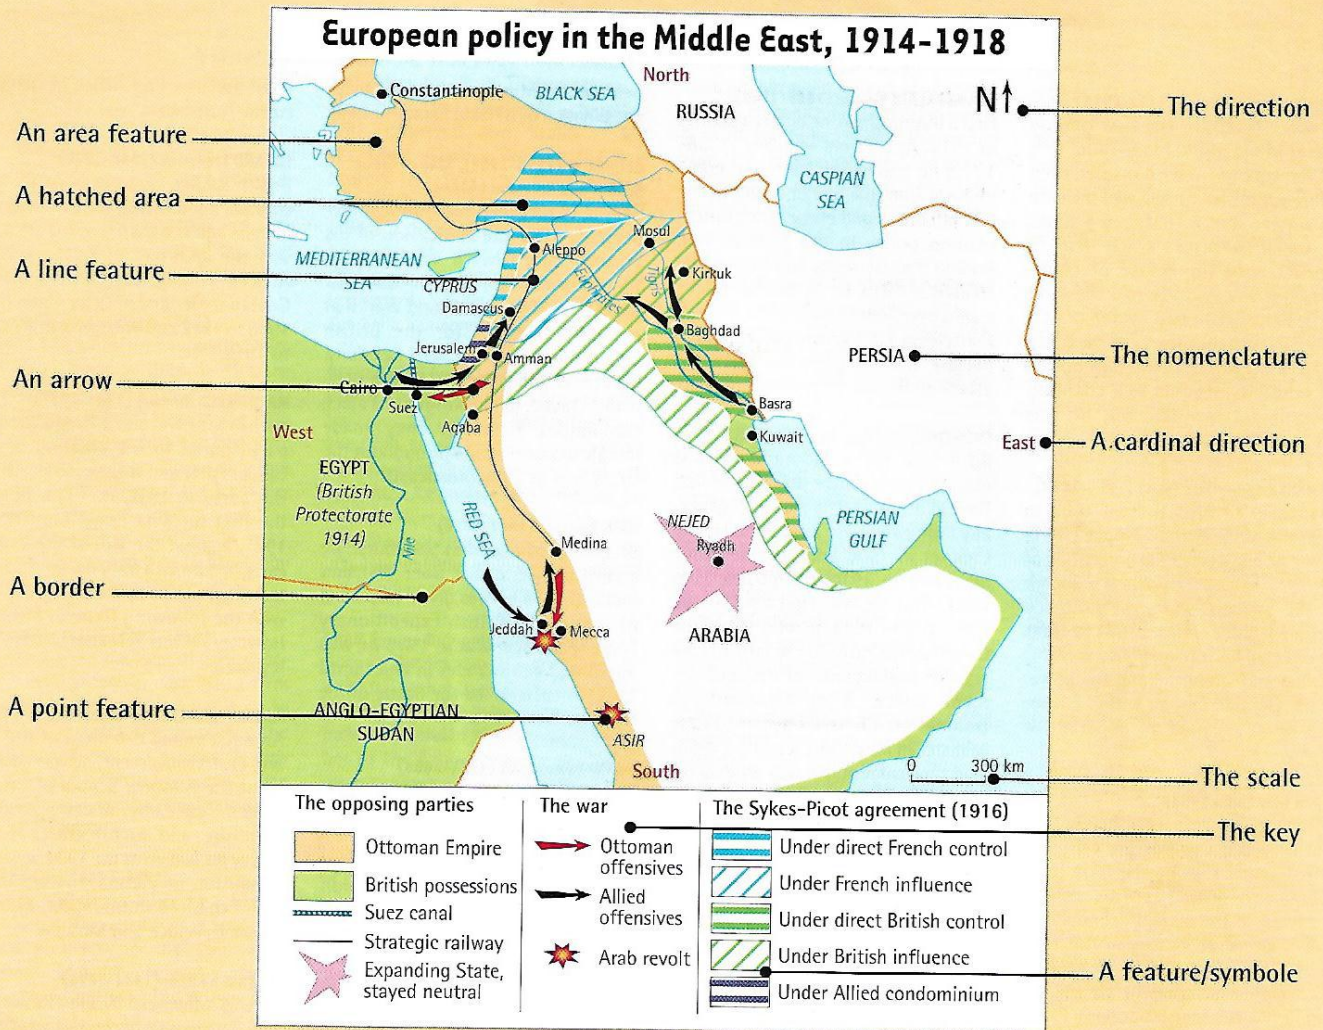 European policy in the Middle East, 1914-1918
North
Constantinople
BLACK SEA
RUSSIA
N
The direction
An area feature
CASPIAN
SEA
A hatched area
Mosul
Aleppo
MEDITERRANEAN
SEA
A line feature
Kirkuk
Tigris
CYPRUS
Euphrates
Damascus
Baghdad
Jerusalem
Amman
PERSIA
The nomenclature
An arrow
Cairo
Suez
Basra
Aqaba
Kuwait
West
East
A cardinal direction
EGYPT
(British
Protectorate
1914)
RED SEA
NEJED
PERSIAN
GULF
Nile
Medina
Ryadh
A border
Jeddah
Mecca
ARABIA
A point feature
ANGLO-EGYPTIAN
SUDAN
ASIR
South
0 300 km
The scale
The opposing parties
Ottoman Empire
British possessions
Suez canal
Strategic railway
Expanding State,
stayed neutral
The war
Ottoman
offensives
Allied
offensives
Arab revolt
The Sykes-Picot agreement (1916)
Under direct French control
Under French influence
Under direct British control
Under British influence
Under Allied condominium
The key
A feature/symbole